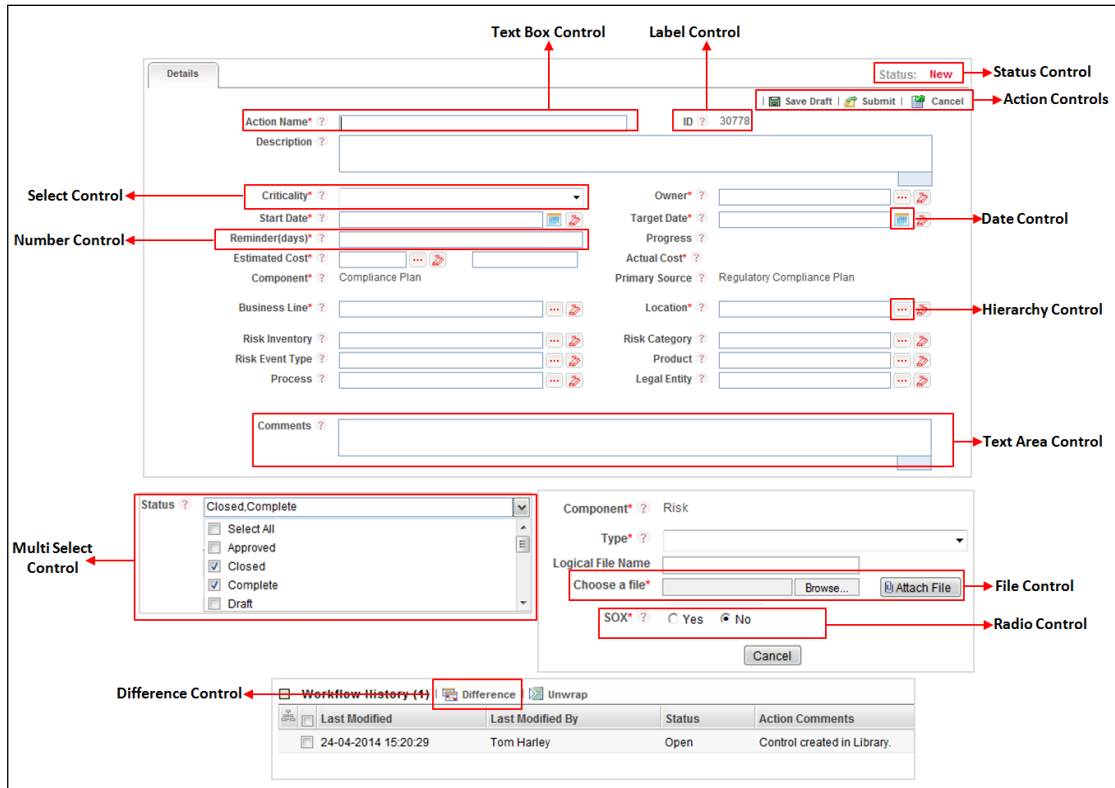 Text Box Control Label Control
Details
Status: New Status Control
| Save Draft | Submit | Cancel Action Controls
Action Name* ? ID ? 30778
Description ?
Select Control Criticality* ? Owner* ? ...
Start Date* ? Target Date* ? Date Control
Number Control Reminder(days)* ? Progress ?
Estimated Cost* ? ... Actual Cost* ?
Component* ? Compliance Plan Primary Source ? Regulatory Compliance Plan
Business Line* ? ... Location* ? ... Hierarchy Control
Risk Inventory ? ... Risk Category ? ...
Risk Event Type ? ... Product ? ...
Process ? ... Legal Entity ? ...
Comments ?
Text Area Control
Status ? Closed,Complete
Select All
Approved
Closed
Complete
Draft
Multi Select
Control
Component* ? Risk
Type* ?
Logical File Name
Choose a file* Browse... Attach File File Control
SOX* ? Yes No Radio Control
Cancel
Difference Control Workflow History (1) | Difference | Unwrap
Last Modified Last Modified By Status Action Comments
24-04-2014 15:20:29 Tom Harley Open Control created in Library.